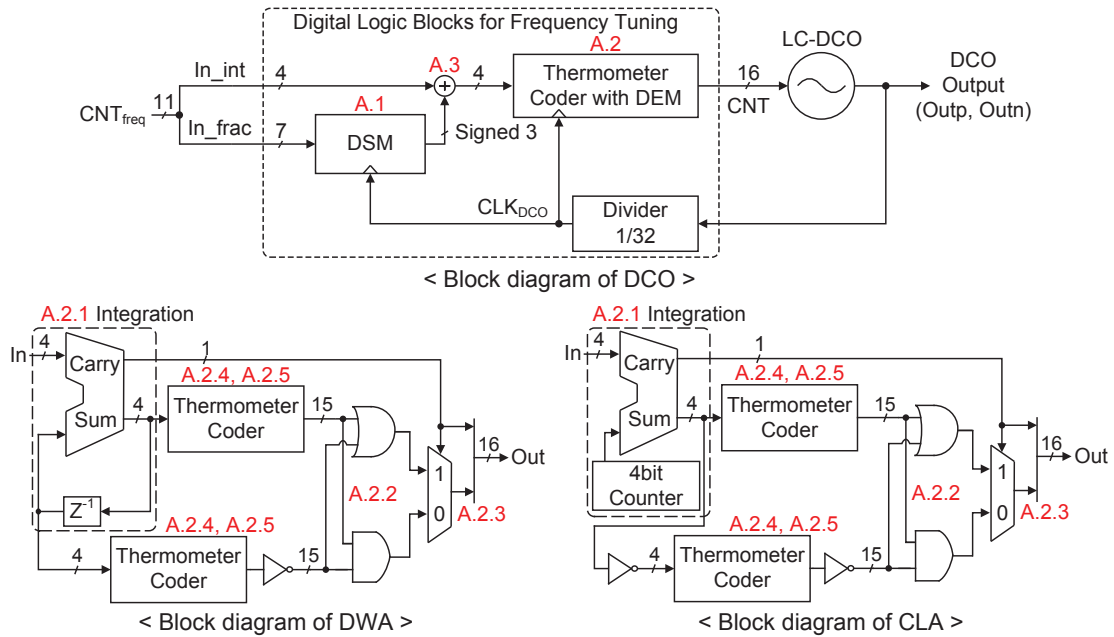 Digital Logic Blocks for Frequency Tuning
A.2
LC-DCO
In_int
4
A.3
4
Thermometer
Coder with DEM
16
CNT
DCO
Output
(Outp, Outn)
CNTfreq
11
A.1
In_frac
7
DSM
Signed 3
CLKDCO
Divider
1/32
< Block diagram of DCO >
A.2.1 Integration
In
4
Carry
1
A.2.4, A.2.5
Sum
4
Thermometer
Coder
15
16
Out
1
A.2.2
0
A.2.3
Z-1
A.2.4, A.2.5
4
Thermometer
Coder
15
< Block diagram of DWA >
A.2.1 Integration
In
4
Carry
1
A.2.4, A.2.5
Sum
4
Thermometer
Coder
15
16
Out
1
4bit
Counter
A.2.2
0
A.2.3
A.2.4, A.2.5
4
Thermometer
Coder
15
< Block diagram of CLA >